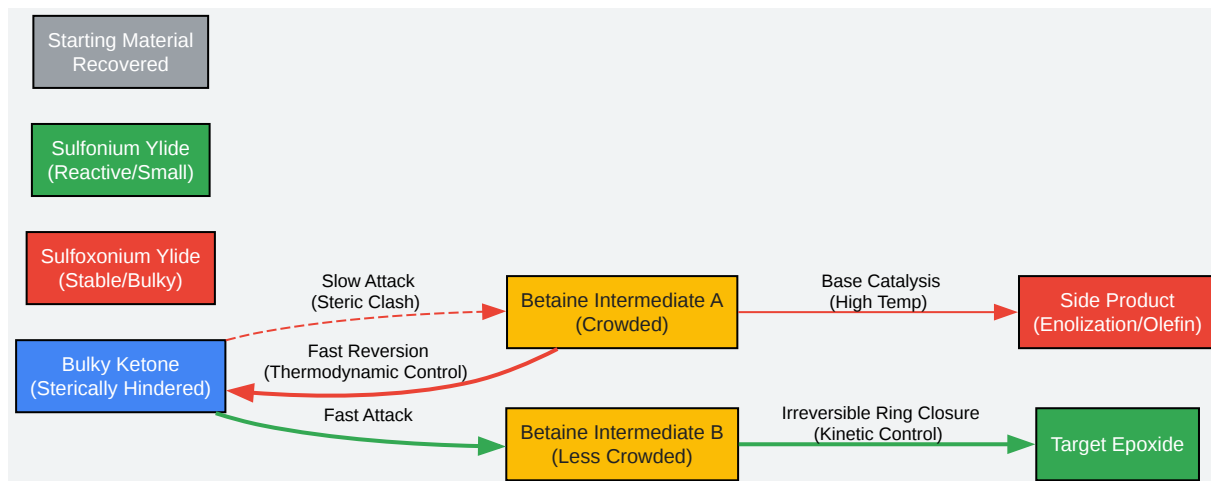 Starting Material
Recovered
Sulfonium Ylide
(Reactive/Small)
Sulfoxonium Ylide
(Stable/Bulky)
Bulky Ketone
(Sterically Hindered)
Slow Attack
(Steric Clash)
Fast Reversion
(Thermodynamic Control)
Fast Attack
Betaine Intermediate A
(Crowded)
Betaine Intermediate B
(Less Crowded)
Base Catalysis
(High Temp)
Irreversible Ring Closure
(Kinetic Control)
Side Product
(Enolization/Olefin)
Target Epoxide